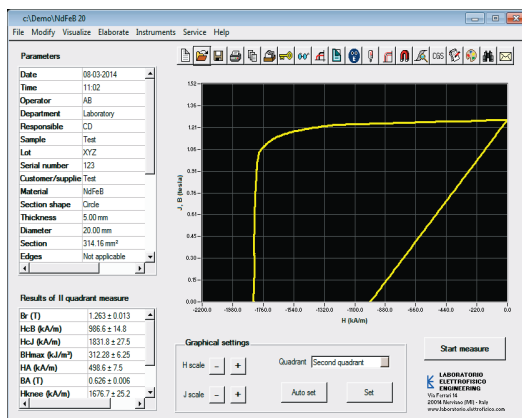 c:\Demo\NdFeB 20
File Modify Visualize Elaborate Instruments Service Help
Parameters
Date 08-03-2014
Time 11:02
Operator AB
Department Laboratory
Responsible CD
Sample Test
Lot XYZ
Serial number 123
Customer/supplie Test
Material NdFeB
Section shape Circle
Thickness 5.00 mm
Diameter 20.00 mm
Section 314.16 mm²
Edges Not applicable
Results of II quadrant measure
Br (T) 1.263 ± 0.013
HcB (kA/m) 986.6 ± 14.8
HcJ (kA/m) 1831.8 ± 27.5
BHmax (kJ/m³) 312.28 ± 6.25
HA (kA/m) 498.6 ± 7.5
BA (T) 0.626 ± 0.006
Hknee (kA/m) 1676.7 ± 25.2
CGS
J, B (tesla)
1.52
1.36
1.21
1.06
0.91
0.76
0.61
0.45
0.30
0.15
0.00
-2200.0 -1980.0 -1760.0 -1540.0 -1320.0 -1100.0 -880.0 -660.0 -440.0 -220.0 0.0
H (kA/m)
Graphical settings
H scale - +
Quadrant Second quadrant
J scale - +
Auto set Set
Start measure
LABORATORIO
ELETTROFISICO
ENGINEERING
Via Ferrari 14
20014 Nerviano (MI) - Italy
www.laboratorio.elettrofisico.com